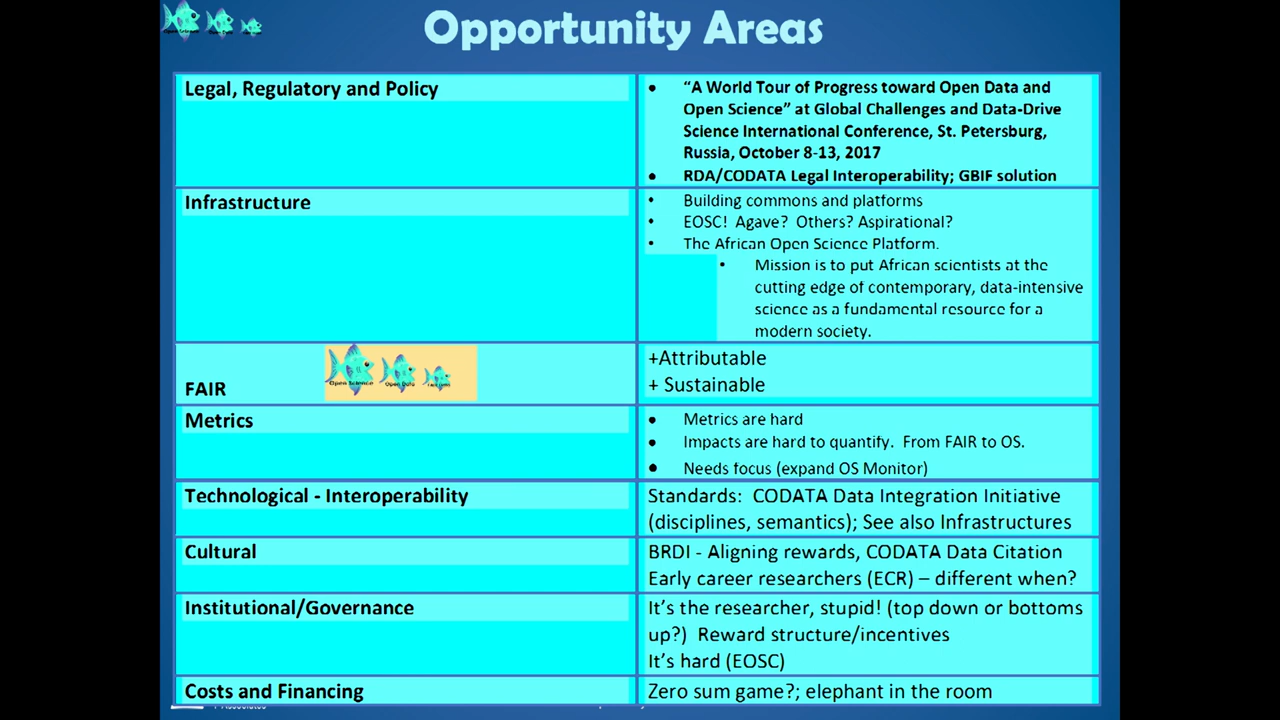 Opportunity Areas
Legal, Regulatory and Policy
• “A World Tour of Progress toward Open Data and
Open Science” at Global Challenges and Data-Drive
Science International Conference, St. Petersburg,
Russia, October 8-13, 2017
• RDA/CODATA Legal Interoperability; GBIF solution
Infrastructure
• Building commons and platforms
• EOSC! Agave? Others? Aspirational?
• The African Open Science Platform.
• Mission is to put African scientists at the
cutting edge of contemporary, data-intensive
science as a fundamental resource for a
modern society.
FAIR
Open Science Open Data
+Attributable
+ Sustainable
Metrics
• Metrics are hard
• Impacts are hard to quantify. From FAIR to OS.
• Needs focus (expand OS Monitor)
Technological - Interoperability
Standards: CODATA Data Integration Initiative
(disciplines, semantics); See also Infrastructures
Cultural
BRDI - Aligning rewards, CODATA Data Citation
Early career researchers (ECR) – different when?
Institutional/Governance
It’s the researcher, stupid! (top down or bottoms
up?) Reward structure/incentives
It’s hard (EOSC)
Costs and Financing
Zero sum game?; elephant in the room